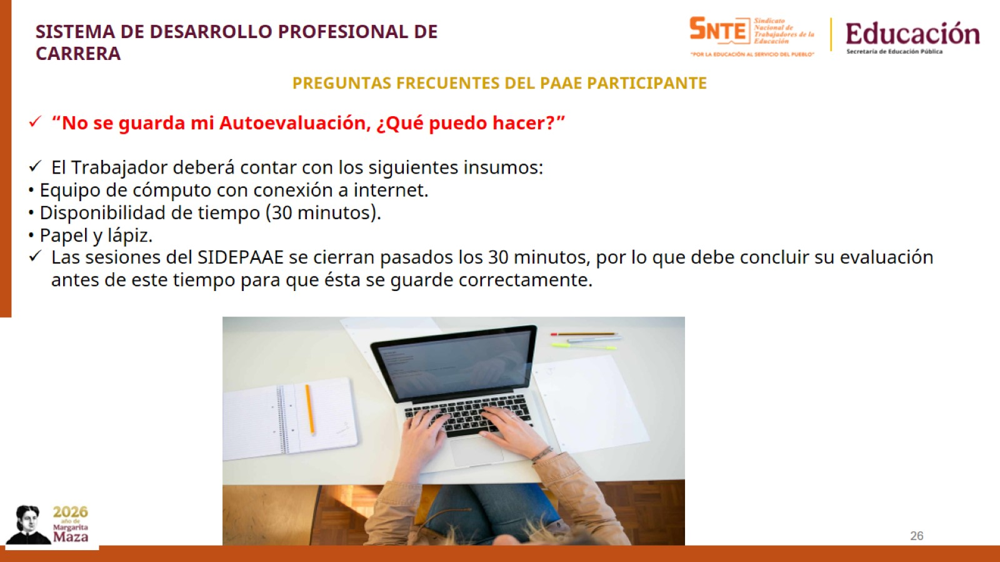 SISTEMA DE DESARROLLO PROFESIONAL DE
CARRERA
SNTE
Sindicato
Nacional de
Trabajadores de la
Educación
"POR LA EDUCACIÓN AL SERVICIO DEL PUEBLO"
Educación
Secretaría de Educación Pública
PREGUNTAS FRECUENTES DEL PAAE PARTICIPANTE
✓ “No se guarda mi Autoevaluación, ¿Qué puedo hacer?”
✓ El Trabajador deberá contar con los siguientes insumos:
• Equipo de cómputo con conexión a internet.
• Disponibilidad de tiempo (30 minutos).
• Papel y lápiz.
✓ Las sesiones del SIDEPAAE se cierran pasados los 30 minutos, por lo que debe concluir su evaluación
antes de este tiempo para que ésta se guarde correctamente.
2026
año de
Margarita
Maza
26